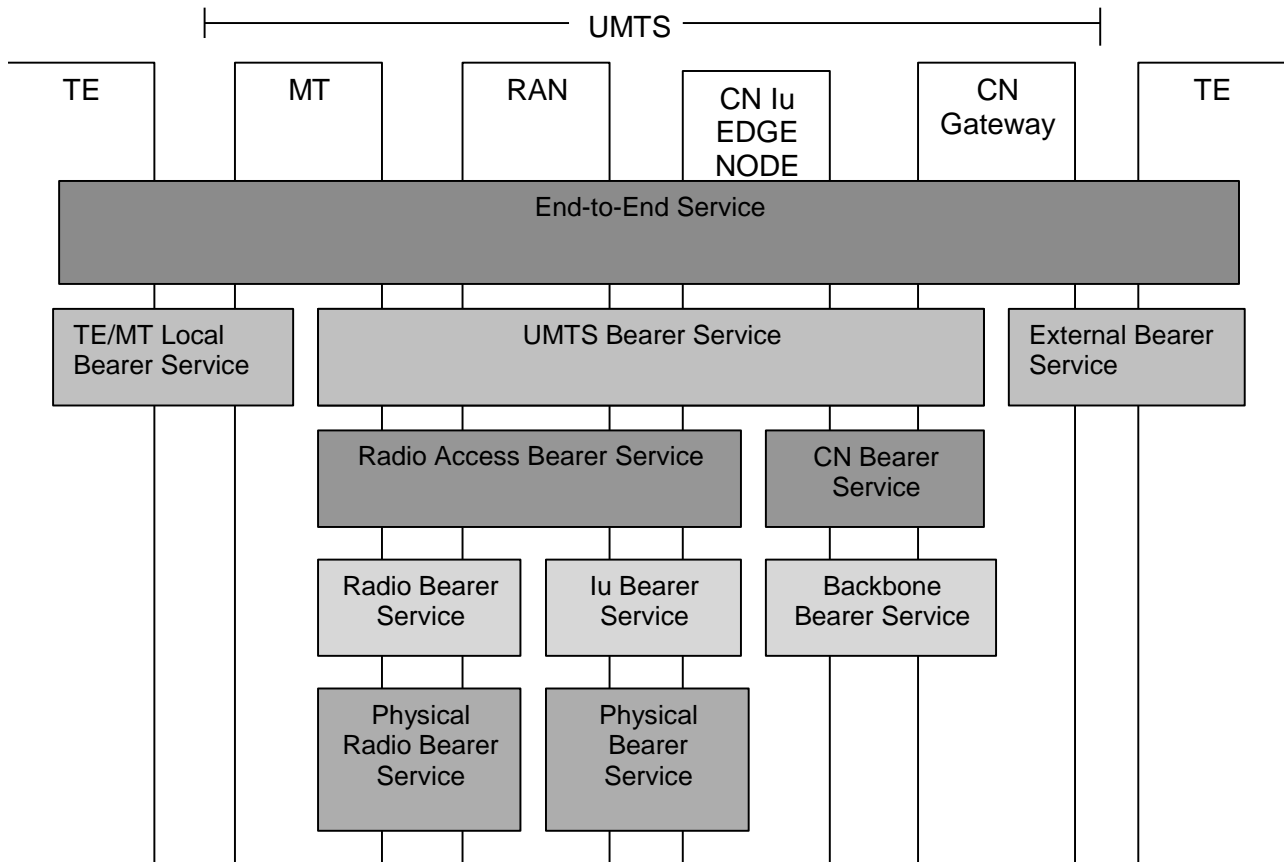 UMTS
TE
MT
RAN
CN Iu
EDGE
NODE
CN
Gateway
TE
End-to-End Service
TE/MT Local
Bearer Service
UMTS Bearer Service
External Bearer
Service
Radio Access Bearer Service
CN Bearer
Service
Radio Bearer
Service
Iu Bearer
Service
Backbone
Bearer Service
Physical
Radio Bearer
Service
Physical
Bearer
Service